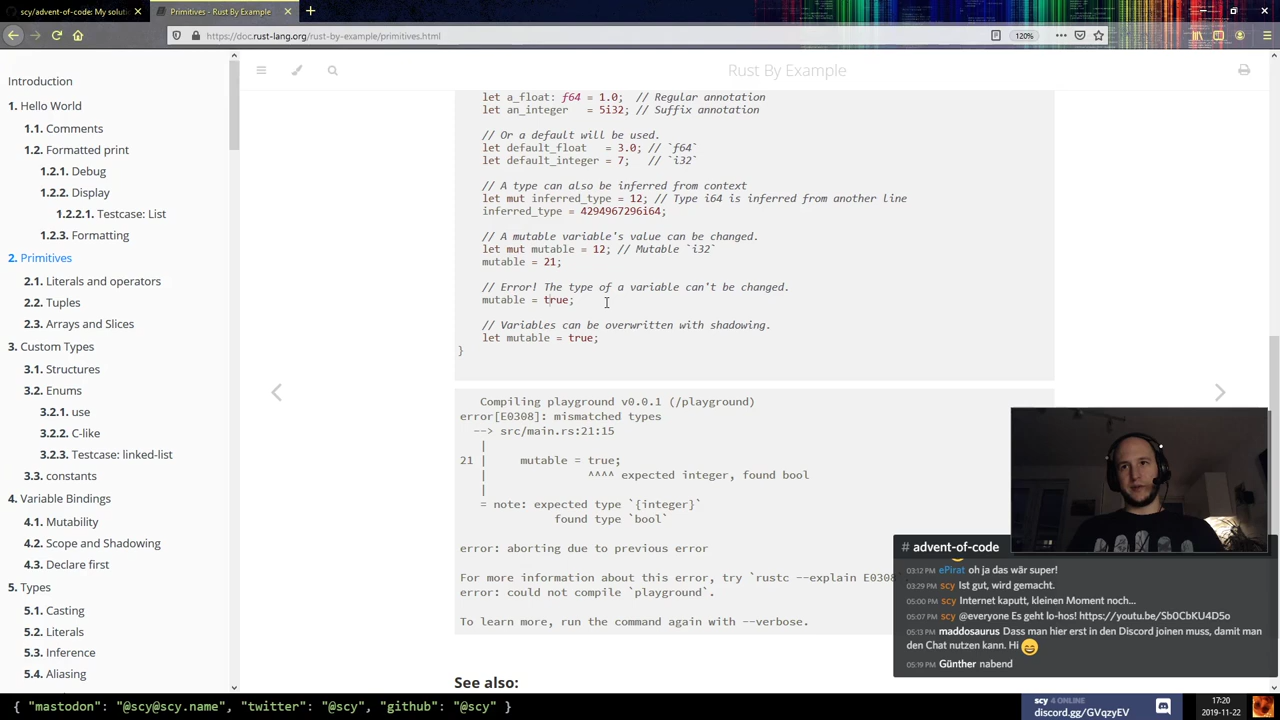 scy/advent-of-code: My soluti
Primitives - Rust By Example
https://doc.rust-lang.org/rust-by-example/primitives.html
120%
Rust By Example
Introduction
1. Hello World
1.1. Comments
1.2. Formatted print
1.2.1. Debug
1.2.2. Display
1.2.2.1. Testcase: List
1.2.3. Formatting
2. Primitives
2.1. Literals and operators
2.2. Tuples
2.3. Arrays and Slices
3. Custom Types
3.1. Structures
3.2. Enums
3.2.1. use
3.2.2. C-like
3.2.3. Testcase: linked-list
3.3. constants
4. Variable Bindings
4.1. Mutability
4.2. Scope and Shadowing
4.3. Declare first
5. Types
5.1. Casting
5.2. Literals
5.3. Inference
5.4. Aliasing
let a_float: f64 = 1.0;  // Regular annotation
let an_integer   = 5i32; // Suffix annotation
// Or a default will be used.
let default_float   = 3.0; // `f64`
let default_integer = 7;   // `i32`
// A type can also be inferred from context
let mut inferred_type = 12; // Type i64 is inferred from another line
inferred_type = 4294967296i64;
// A mutable variable's value can be changed.
let mut mutable = 12; // Mutable `i32`
mutable = 21;
// Error! The type of a variable can't be changed.
mutable = true;
// Variables can be overwritten with shadowing.
let mutable = true;
}
Compiling playground v0.0.1 (/playground)
error[E0308]: mismatched types
--> src/main.rs:21:15
|
21 |     mutable = true;
|               ^^^^ expected integer, found bool
|
= note: expected type `{integer}`
found type `bool`
error: aborting due to previous error
For more information about this error, try `rustc --explain E0308
error: could not compile `playground`.
To learn more, run the command again with --verbose.
See also:
# advent-of-code
03:12 PM ePirat oh ja das wär super!
03:29 PM scy Ist gut, wird gemacht.
05:00 PM scy Internet kaputt, kleinen Moment noch...
05:07 PM scy @everyone Es geht lo-hos! https://youtu.be/Sb0CbKU4D5o
05:13 PM maddosaurus Dass man hier erst in den Discord joinen muss, damit man
den Chat nutzen kann. Hi
05:19 PM Günther nabend
{ "mastodon": "@scy@scy.name", "twitter": "@scy", "github": "@scy" }
scy 4 ONLINE
discord.gg/GVqzyEV
17:20
2019-11-22